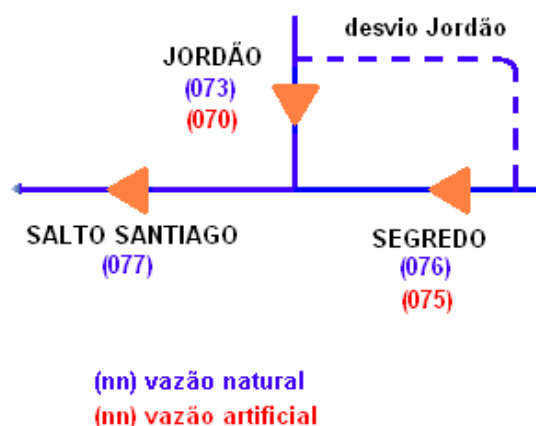 desvio Jordão
JORDÃO
(073)
(070)
SALTO SANTIAGO
(077)
SEGREDO
(076)
(075)
(nn) vazão natural
(nn) vazão artificial